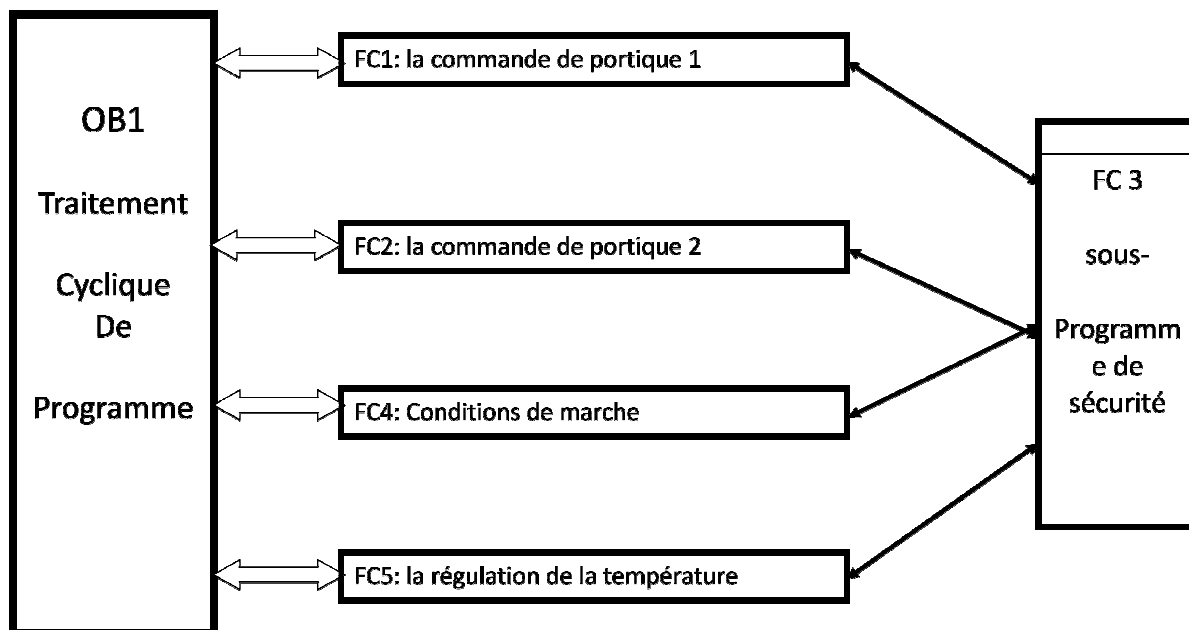 OB1
Traitement
Cyclique
De
Programme
FC1: la commande de portique 1
FC2: la commande de portique 2
FC4: Conditions de marche
FC5: la régulation de la température
FC 3
sous-
Programm
e de
sécurité